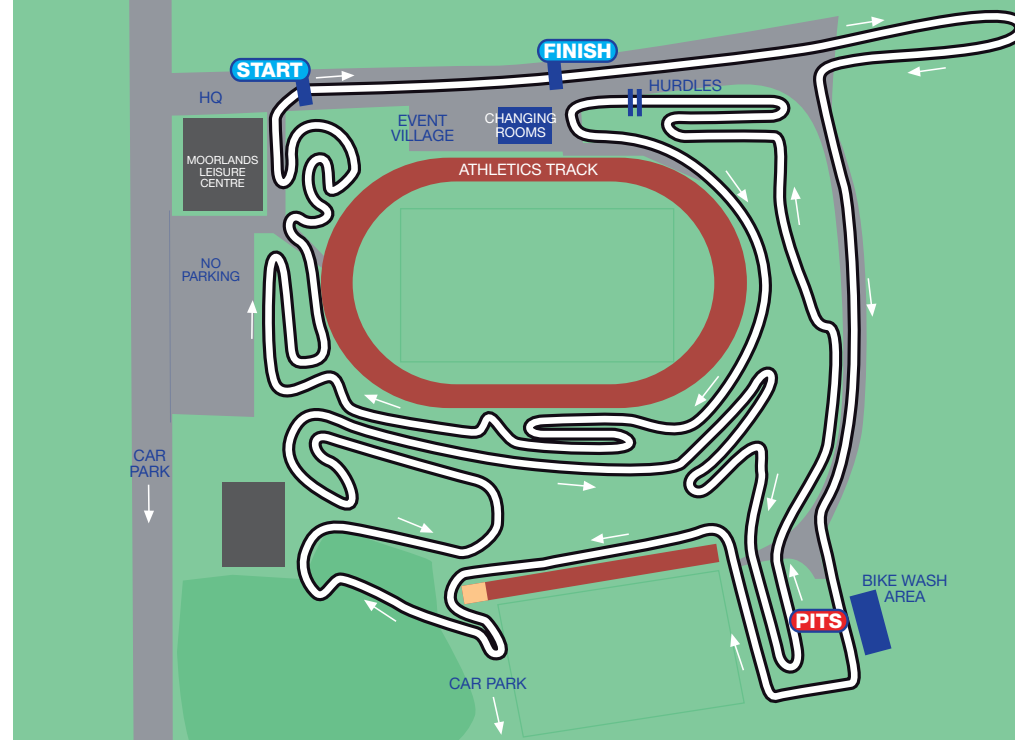 FINISH
START
HURDLES
HQ
EVENT
VILLAGE
CHANGING
ROOMS
MOORLANDS
LEISURE
CENTRE
ATHLETICS TRACK
NO
PARKING
CAR
PARK
BIKE WASH
AREA
PITS
CAR PARK